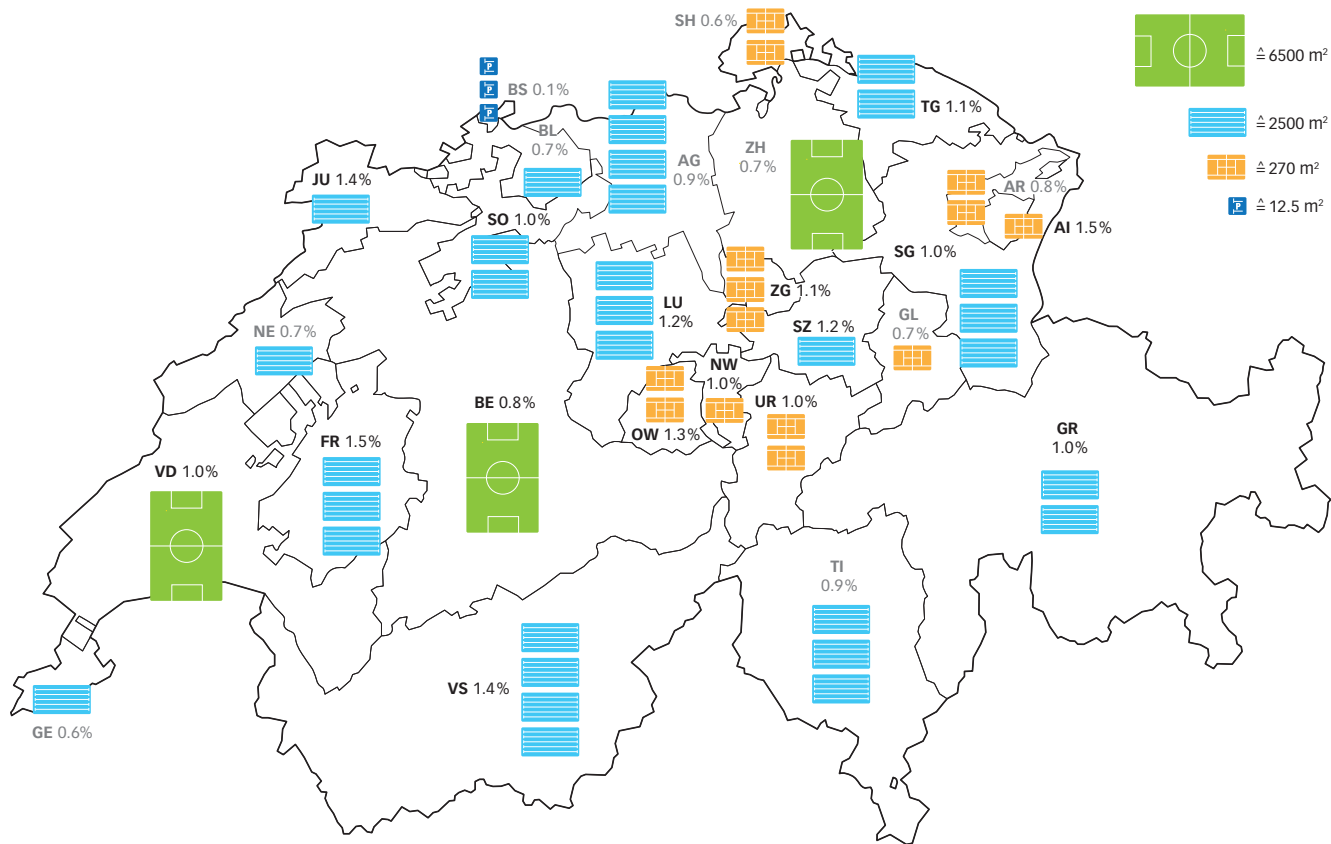 SH 0.6%
≙ 6500 m²
P
BS 0.1%
P
P
TG 1.1%
≙ 2500 m²
BL
0.7%
ZH
0.7%
AG
0.9%
≙ 270 m²
JU 1.4%
AR 0.8%
P ≙ 12.5 m²
SO 1.0%
AI 1.5%
SG 1.0%
LU
1.2%
ZG 1.1%
SZ 1.2%
GL
0.7%
NE 0.7%
NW
1.0%
BE 0.8%
UR 1.0%
OW 1.3%
FR 1.5%
GR
1.0%
VD 1.0%
TI
0.9%
VS 1.4%
GE 0.6%